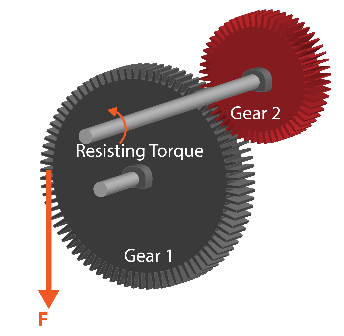 Gear 2
Resisting Torque
Gear 1
F